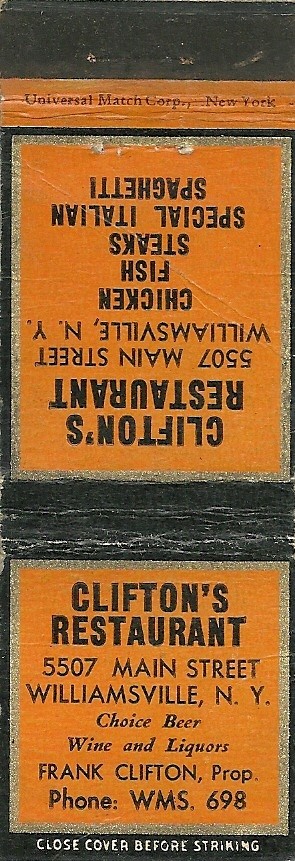 Universal Match Corp., New York
CLIFTON'S
RESTAURANT
5507 MAIN STREET
WILLIAMSVILLE, N. Y.
CHICKEN
FISH
STEAKS
SPECIAL ITALIAN
SPAGHETTI
CLIFTON'S
RESTAURANT
5507 MAIN STREET
WILLIAMSVILLE, N. Y.
Choice Beer
Wine and Liquors
FRANK CLIFTON, Prop.
Phone: WMS. 698
CLOSE COVER BEFORE STRIKING